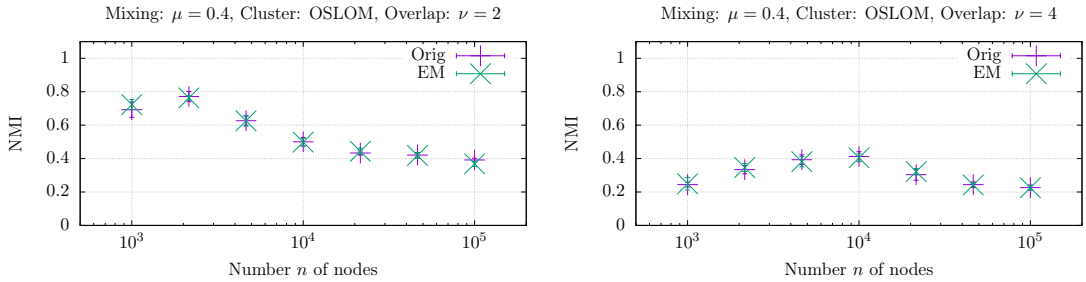 Mixing: μ = 0.4, Cluster: OSLOM, Overlap: ν = 2
1
0.8
0.6
0.4
0.2
0
NMI
Orig
EM
10³
10⁴
10⁵
Number n of nodes
Mixing: μ = 0.4, Cluster: OSLOM, Overlap: ν = 4
1
0.8
0.6
0.4
0.2
0
NMI
Orig
EM
10³
10⁴
10⁵
Number n of nodes